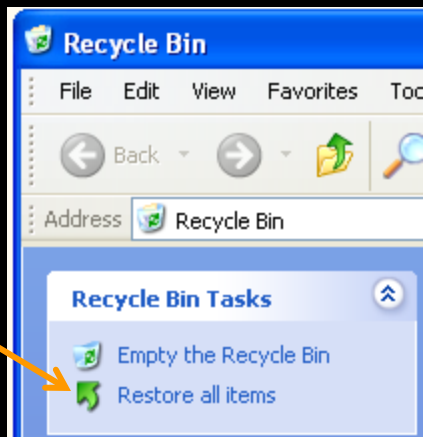 Recycle Bin
File Edit View Favorites
Back
Address Recycle Bin
Recycle Bin Tasks
Empty the Recycle Bin
Restore all items